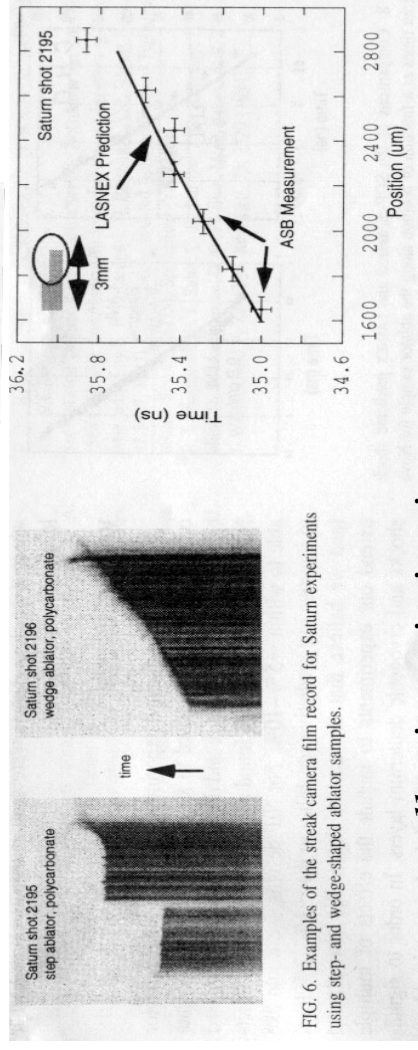 Saturn shot 2195
step ablator, polycarbonate
time
Saturn shot 2196
wedge ablator, polycarbonate
FIG. 6. Examples of the streak camera film record for Saturn experiments
using step- and wedge-shaped ablator samples.
Saturn shot 2195
3mm
LASNEX Prediction
ASB Measurement
Time (ns)
36.2
35.8
35.4
35.0
34.6
1600
2000
2400
2800
Position (um)